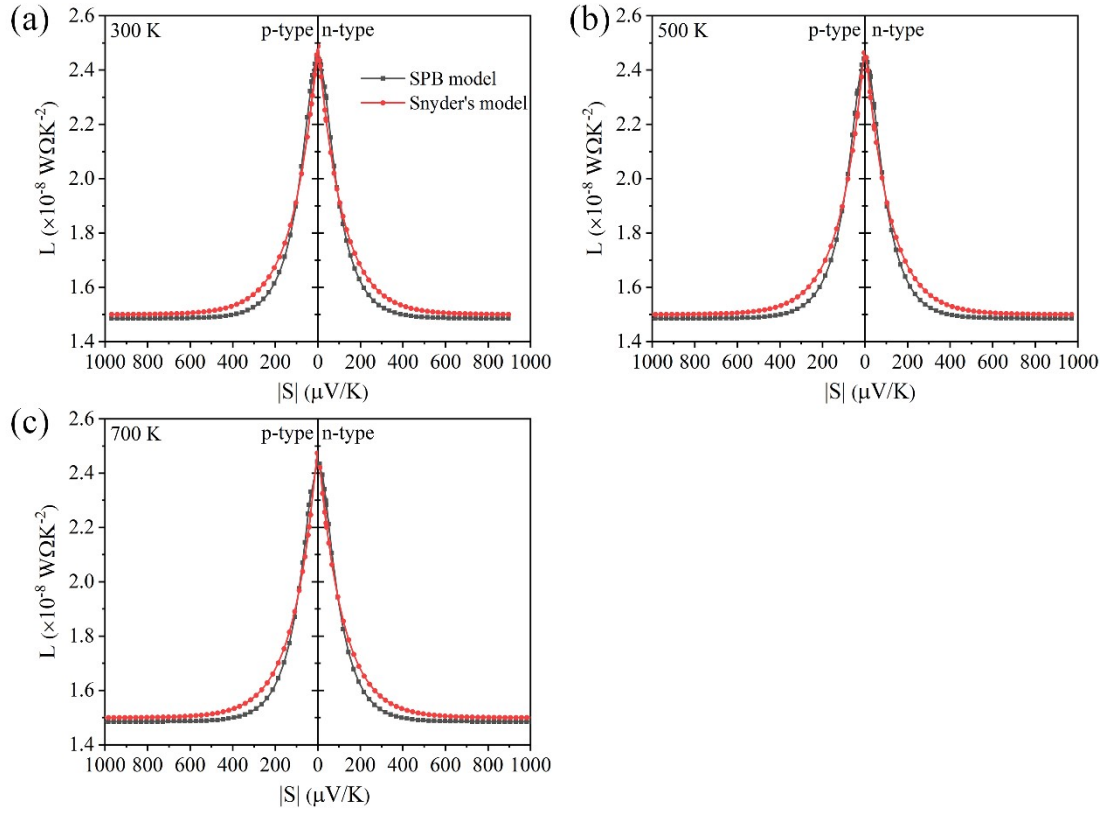 (a)
300 K
p-type n-type
SPB model
Snyder's model
2.6
2.4
2.2
2.0
1.8
1.6
1.4
L (×10⁻⁸ WΩK⁻²)
1000 800 600 400 200 0 200 400 600 800 1000
|S| (μV/K)
(b)
500 K
p-type n-type
2.6
2.4
2.2
2.0
1.8
1.6
1.4
L (×10⁻⁸ WΩK⁻²)
1000 800 600 400 200 0 200 400 600 800 1000
|S| (μV/K)
(c)
700 K
p-type n-type
2.6
2.4
2.2
2.0
1.8
1.6
1.4
L (×10⁻⁸ WΩK⁻²)
1000 800 600 400 200 0 200 400 600 800 1000
|S| (μV/K)